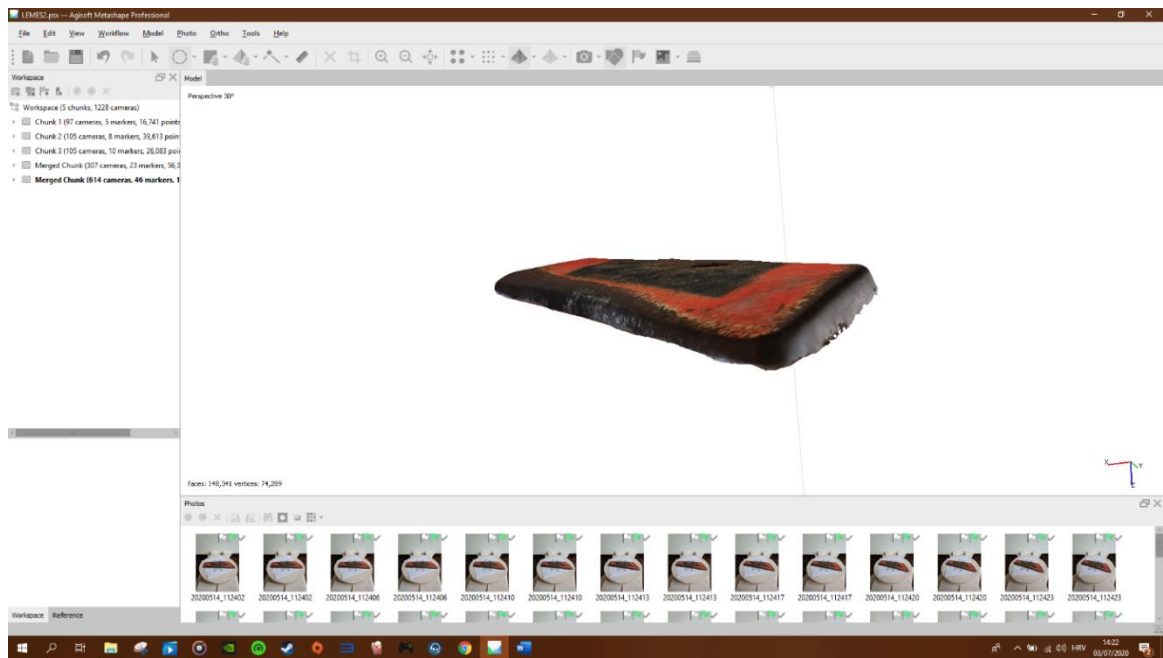 LEMES2.psx — Agisoft Metashape Professional
File Edit View Workflow Model Photo Ortho Tools Help
Workspace
Model
Workspace (5 chunks, 1228 cameras)
Perspective 30°
Chunk 1 (97 cameras, 5 markers, 16,741 points
Chunk 2 (105 cameras, 8 markers, 39,613 poin
Chunk 3 (105 cameras, 10 markers, 26,083 poi
Merged Chunk (307 cameras, 23 markers, 56,3
Merged Chunk (614 cameras, 46 markers, 1
X
Y
Z
faces: 148,341 vertices: 74,289
Photos
20200514_112402 20200514_112402 20200514_112406 20200514_112406 20200514_112410 20200514_112410 20200514_112413 20200514_112413 20200514_112417 20200514_112417 20200514_112420 20200514_112420 20200514_112423 20200514_112423
Workspace Reference
HRV
14:22
03/07/2020